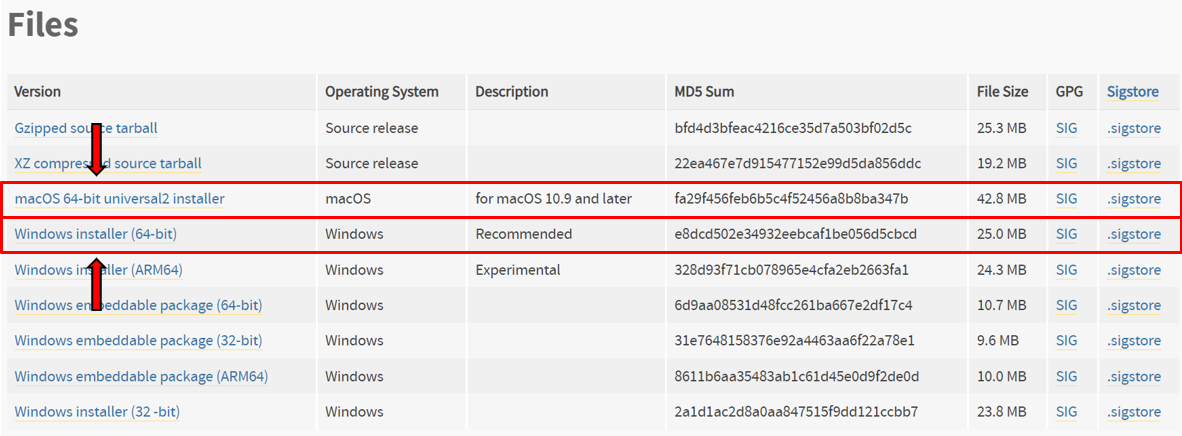 Files
Version Operating System Description MD5 Sum File Size GPG Sigstore
Gzipped source tarball Source release bfd4d3bfeac4216ce35d7a503bf02d5c 25.3 MB SIG .sigstore
XZ compressed source tarball Source release 22ea467e7d915477152e99d5da856ddc 19.2 MB SIG .sigstore
macOS 64-bit universal2 installer macOS for macOS 10.9 and later fa29f456feb6b5c4f52456a8b8ba347b 42.8 MB SIG .sigstore
Windows installer (64-bit) Windows Recommended e8dcd502e34932eebcaf1be056d5cbcd 25.0 MB SIG .sigstore
Windows installer (ARM64) Windows Experimental 328d93f71cb078965e4cfa2eb2663fa1 24.3 MB SIG .sigstore
Windows embeddable package (64-bit) Windows 6d9aa08531d48fcc261ba667e2df17c4 10.7 MB SIG .sigstore
Windows embeddable package (32-bit) Windows 31e7648158376e92a4463aa6f22a78e1 9.6 MB SIG .sigstore
Windows embeddable package (ARM64) Windows 8611b6aa35483ab1c61d45e0d9f2de0d 10.0 MB SIG .sigstore
Windows installer (32 -bit) Windows 2a1d1ac2d8a0aa847515f9dd121ccbb7 23.8 MB SIG .sigstore